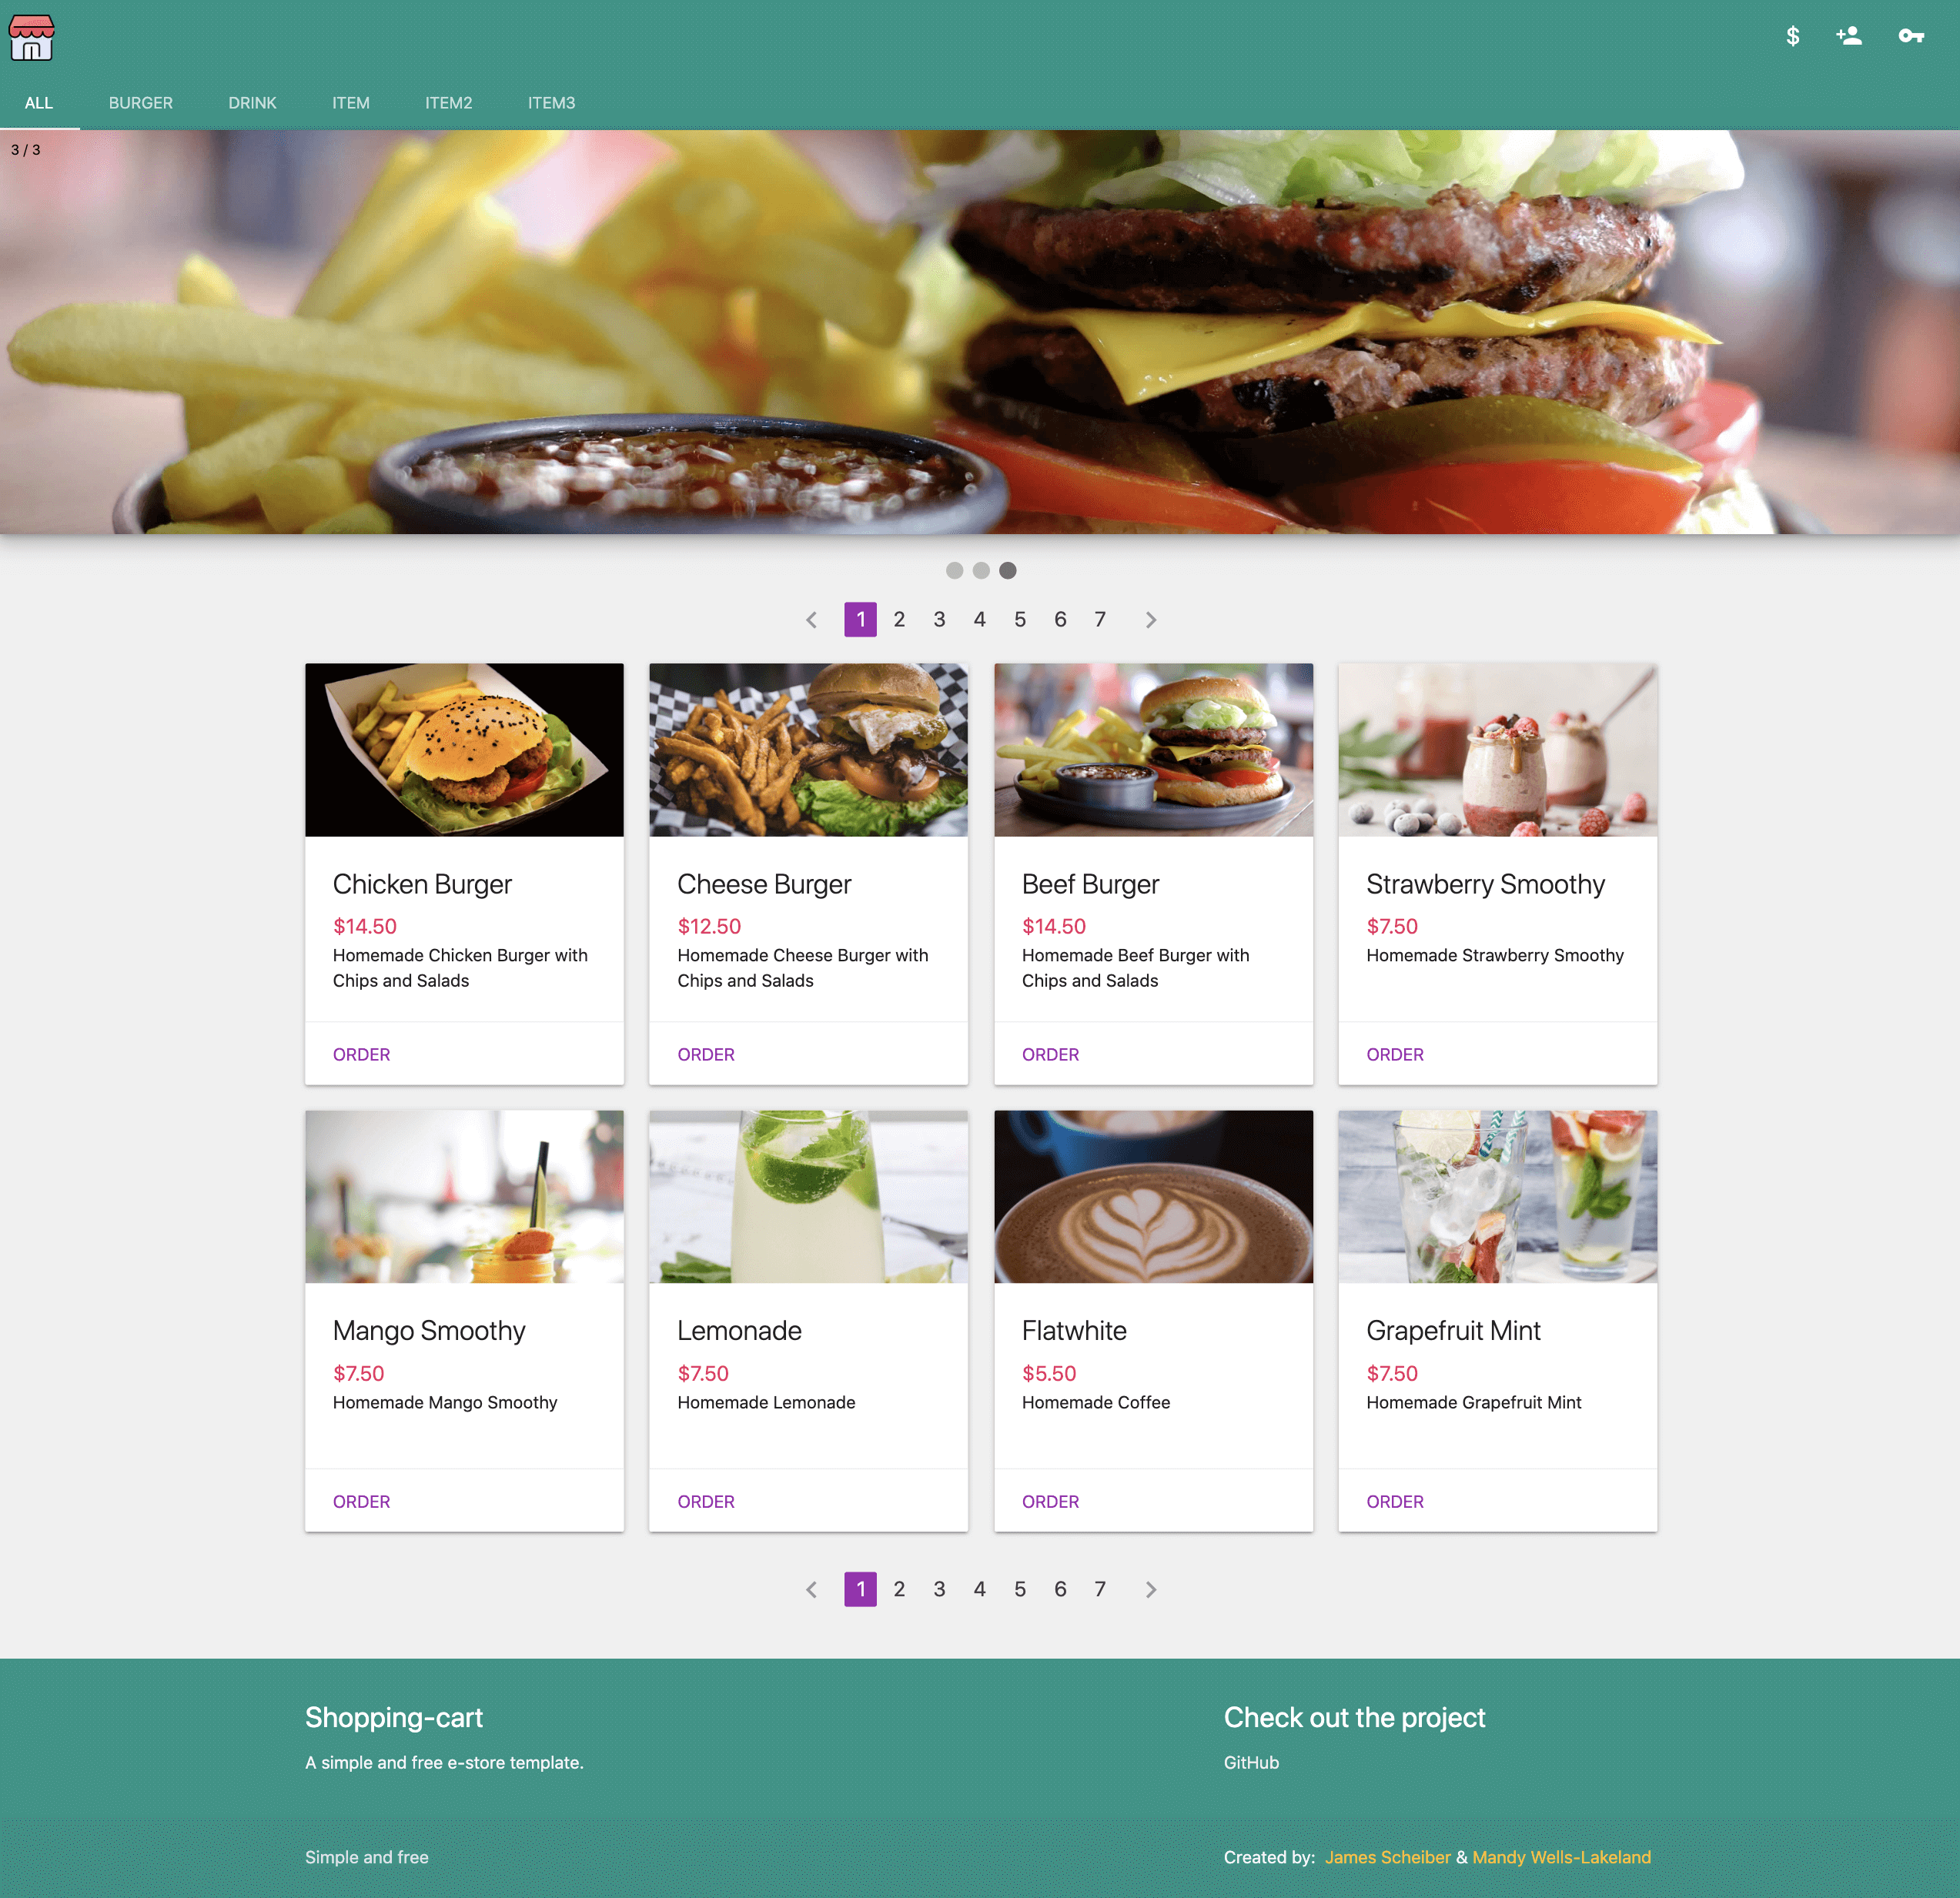 ALL BURGER DRINK ITEM ITEM2 ITEM3
3 / 3
1 2 3 4 5 6 7
Chicken Burger
$14.50
Homemade Chicken Burger with
Chips and Salads
ORDER
Cheese Burger
$12.50
Homemade Cheese Burger with
Chips and Salads
ORDER
Beef Burger
$14.50
Homemade Beef Burger with
Chips and Salads
ORDER
Strawberry Smoothy
$7.50
Homemade Strawberry Smoothy
ORDER
Mango Smoothy
$7.50
Homemade Mango Smoothy
ORDER
Lemonade
$7.50
Homemade Lemonade
ORDER
Flatwhite
$5.50
Homemade Coffee
ORDER
Grapefruit Mint
$7.50
Homemade Grapefruit Mint
ORDER
1 2 3 4 5 6 7
Shopping-cart
A simple and free e-store template.
Check out the project
GitHub
Simple and free
Created by: James Scheiber & Mandy Wells-Lakeland